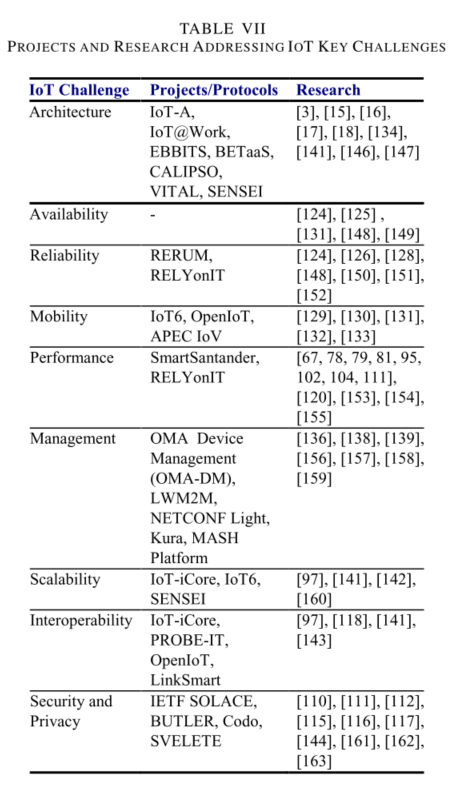 TABLE VII
PROJECTS AND RESEARCH ADDRESSING IOT KEY CHALLENGES
IoT Challenge Projects/Protocols Research
Architecture IoT-A, [3], [15], [16],
IoT@Work, [17], [18], [134],
EBBITS, BETaaS, [141], [146], [147]
CALIPSO,
VITAL, SENSEI
Availability - [124], [125] ,
[131], [148], [149]
Reliability RERUM, [124], [126], [128],
RELYonIT [148], [150], [151],
[152]
Mobility IoT6, OpenIoT, [129], [130], [131],
APEC IoV [132], [133]
Performance SmartSantander, [67, 78, 79, 81, 95,
RELYonIT 102, 104, 111],
[120], [153], [154],
[155]
Management OMA Device [136], [138], [139],
Management [156], [157], [158],
(OMA-DM), [159]
LWM2M,
NETCONF Light,
Kura, MASH
Platform
Scalability IoT-iCore, IoT6, [97], [141], [142],
SENSEI [160]
Interoperability IoT-iCore, [97], [118], [141],
PROBE-IT, [143]
OpenIoT,
LinkSmart
Security and IETF SOLACE, [110], [111], [112],
Privacy BUTLER, Codo, [115], [116], [117],
SVELETE [144], [161], [162],
[163]